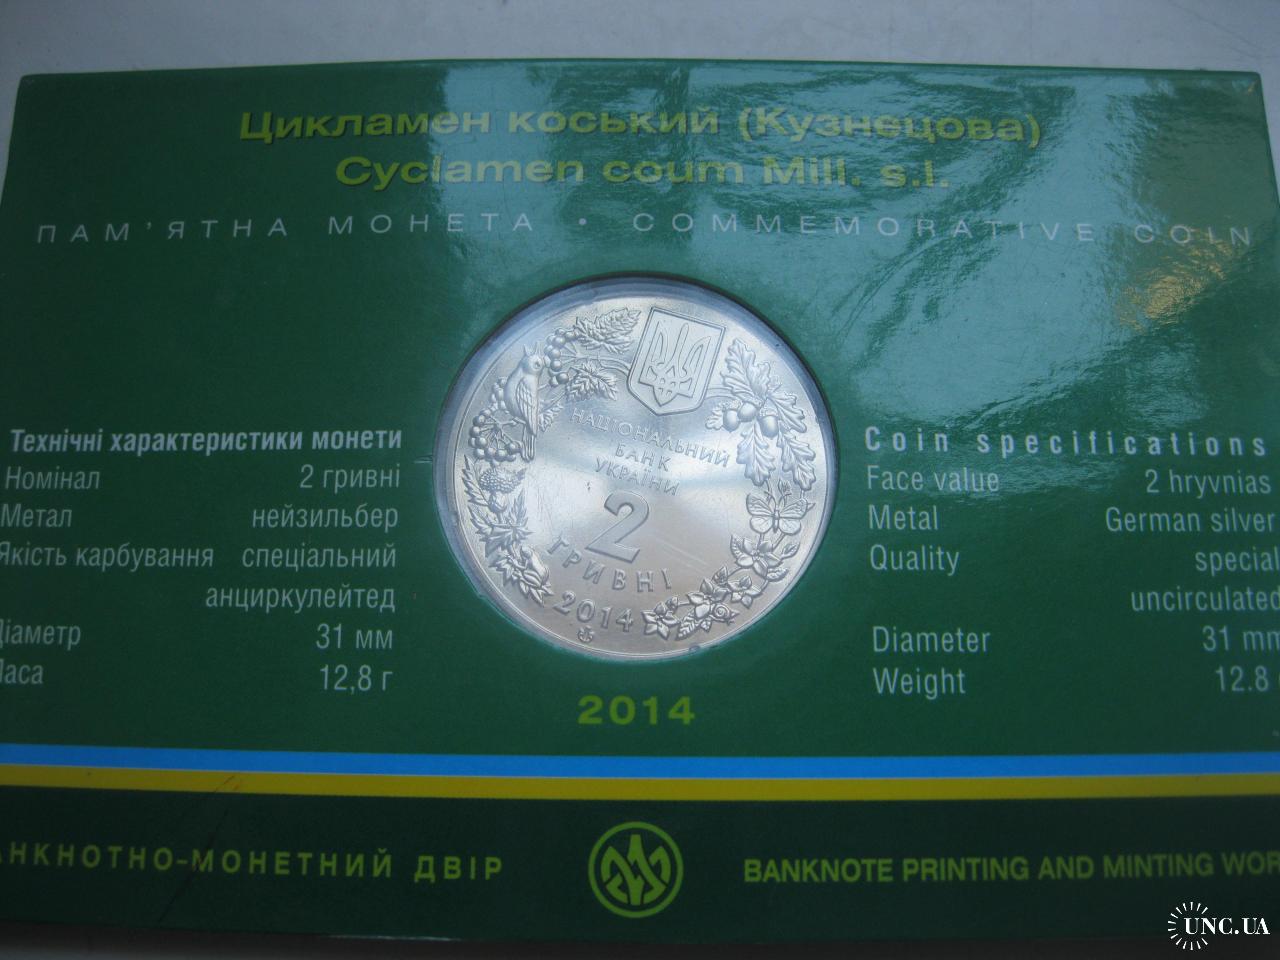 Цикламен коський (Кузнецова)
Cyclamen coum Mill. s.l.
ПАМ'ЯТНА МОНЕТА • COMMEMORATIVE COIN
Технічні характеристики монети
Номінал 2 гривні
Метал нейзильбер
Якість карбування спеціальний
анциркулейтед
Діаметр 31 мм
Маса 12,8 г
НАЦІОНАЛЬНИЙ
БАНК
УКРАЇНИ
2
ГРИВНІ
2014
Coin specifications
Face value 2 hryvnias
Metal German silver
Quality special
uncirculated
Diameter 31 mm
Weight 12.8
2014
АНКНОТНО-МОНЕТНИЙ ДВІР
BANKNOTE PRINTING AND MINTING WOR
UNC.UA